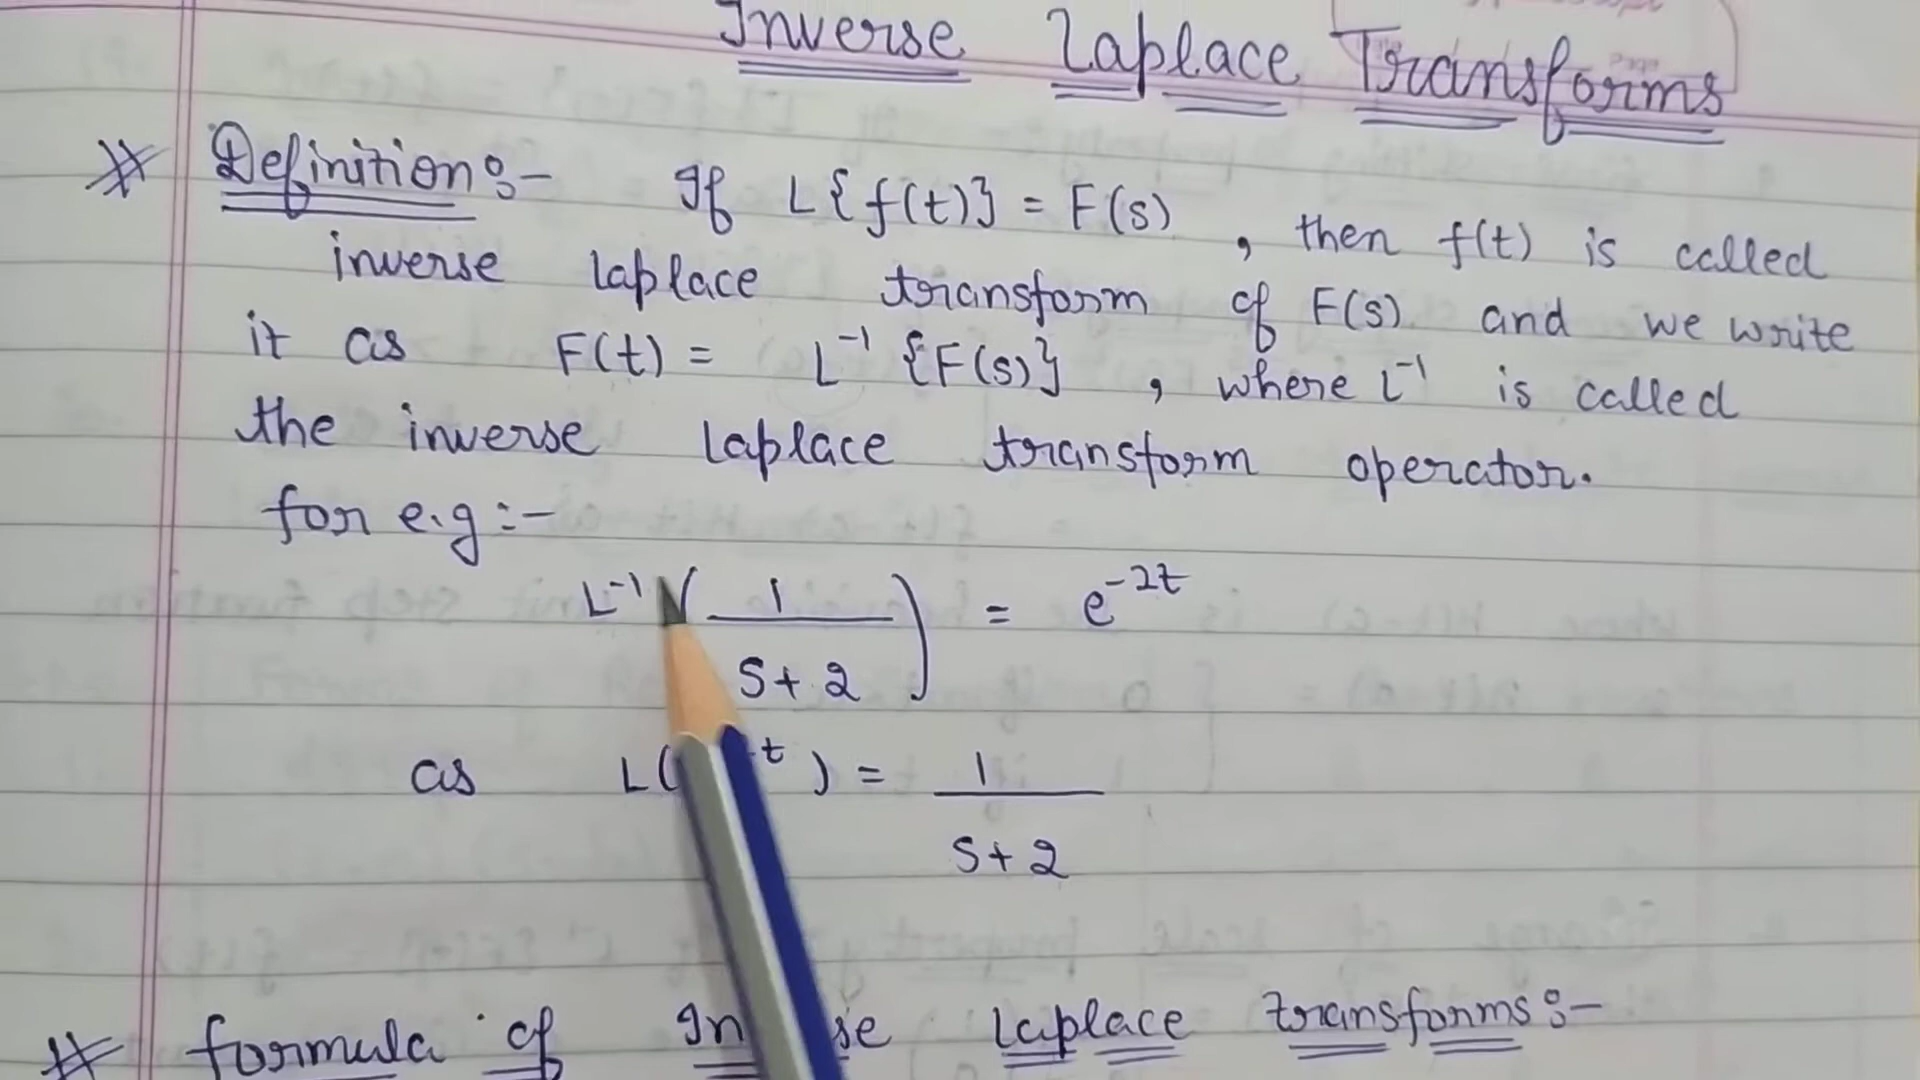 Inverse Laplace Transforms
Definition:- If L{f(t)} = F(s), then f(t) is called
inverse laplace transform of F(s) and we write
it as F(t) = L⁻¹ {F(s)}, where L⁻¹ is called
the inverse laplace transform operator.
for e.g:-
L⁻¹(1/(s+2)) = e⁻²ᵗ
as L( t) = 1/(s+2)
formula of laplace transforms:-